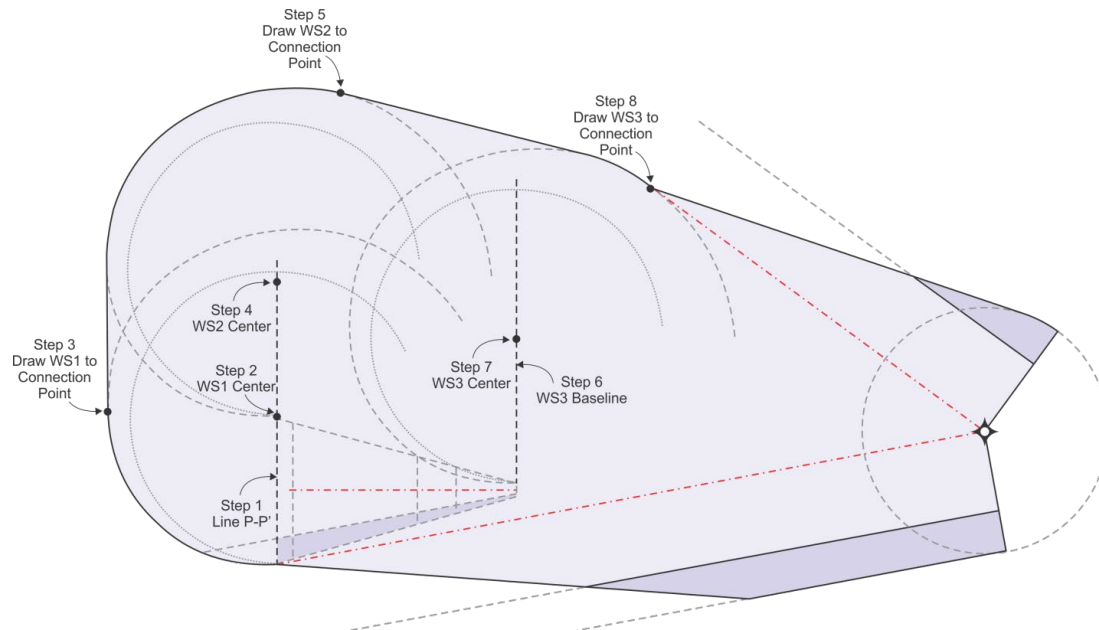 Step 5
Draw WS2 to
Connection
Point
Step 8
Draw WS3 to
Connection
Point
Step 4
WS2 Center
Step 3
Draw WS1 to
Connection
Point
Step 2
WS1 Center
Step 7
WS3 Center
Step 6
WS3 Baseline
Step 1
Line P-P'